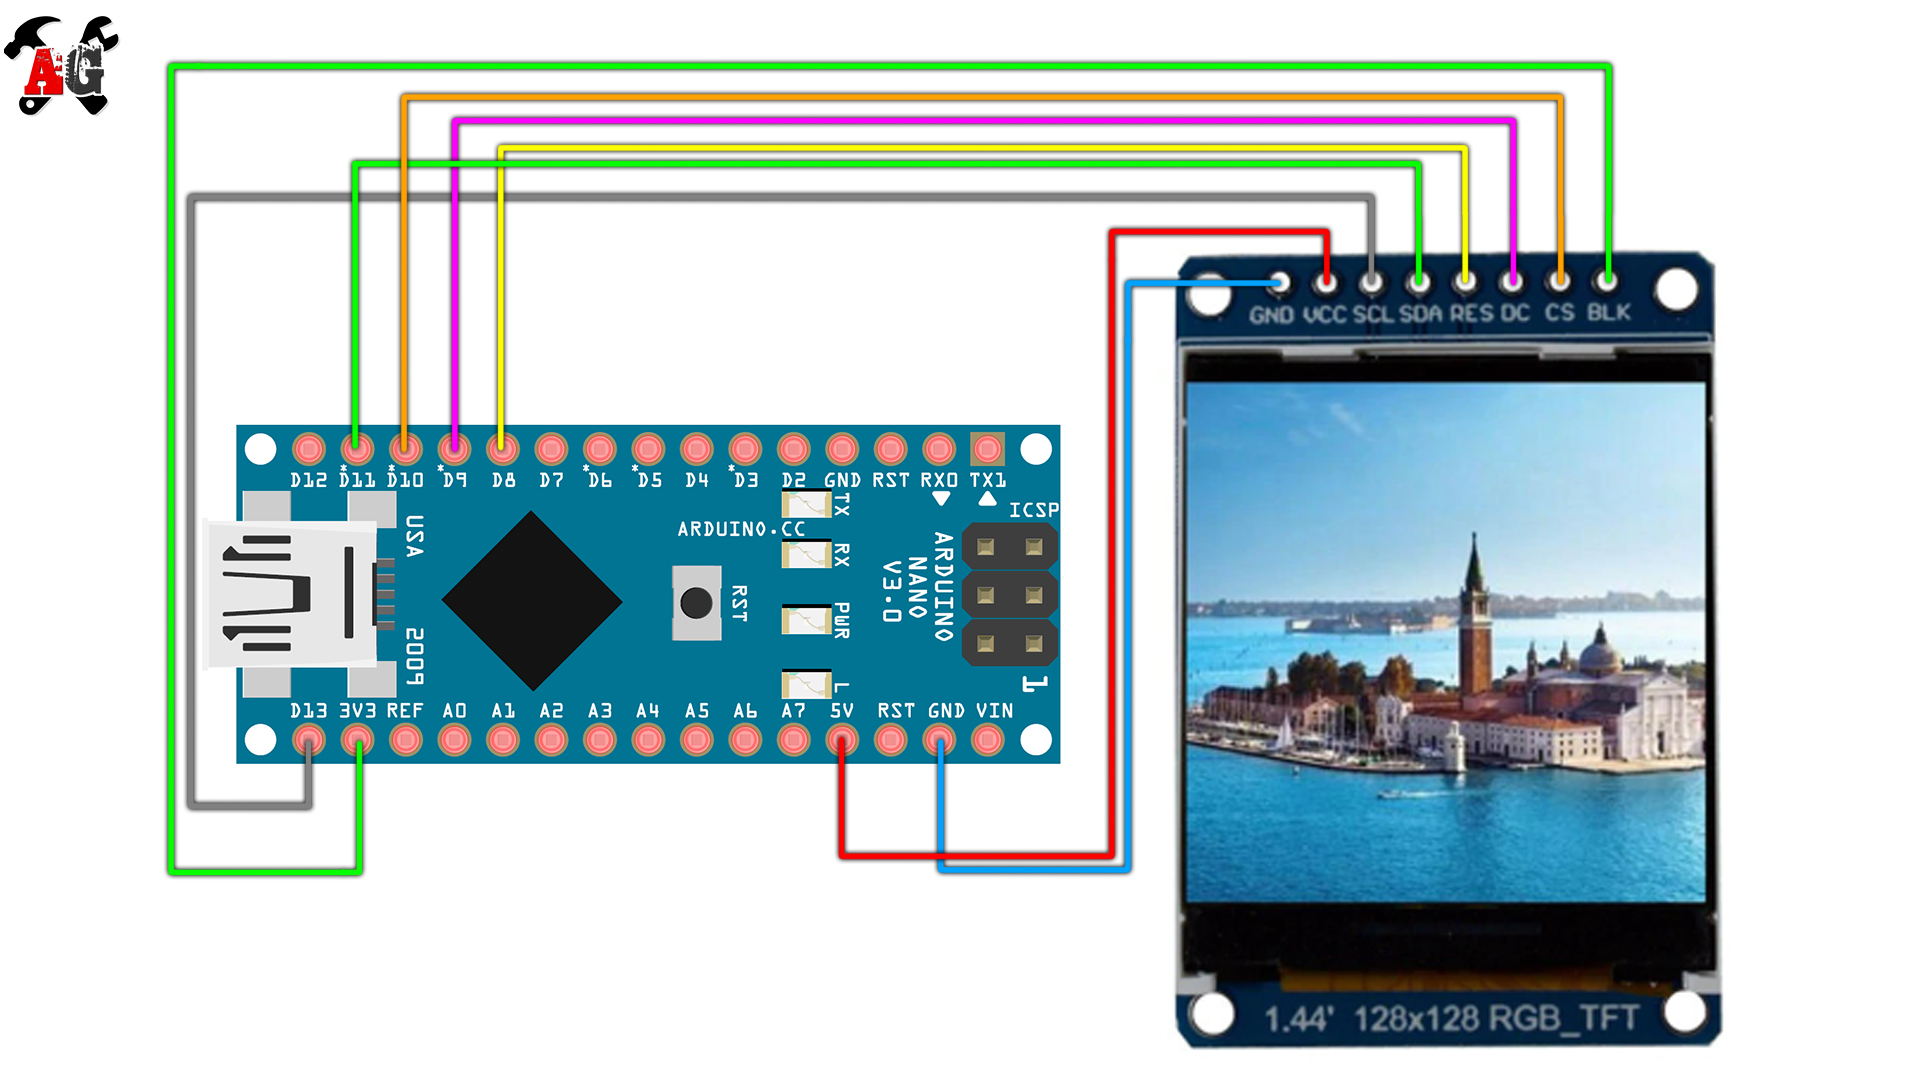 AG
GND VCC SCL SDA RES DC CS BLK
D12 *D11 *D10 *D9 D8 D7 *D6 *D5 D4 *D3 D2 GND RST RX0 TX1
ICSP
TX
ARDUINO.CC
RX
USA
ARDUINO
NANO
V3.0
RST
PWR
2009
L
1
D13 3V3 REF A0 A1 A2 A3 A4 A5 A6 A7 5V RST GND VIN
1.44' 128x128 RGB_TFT